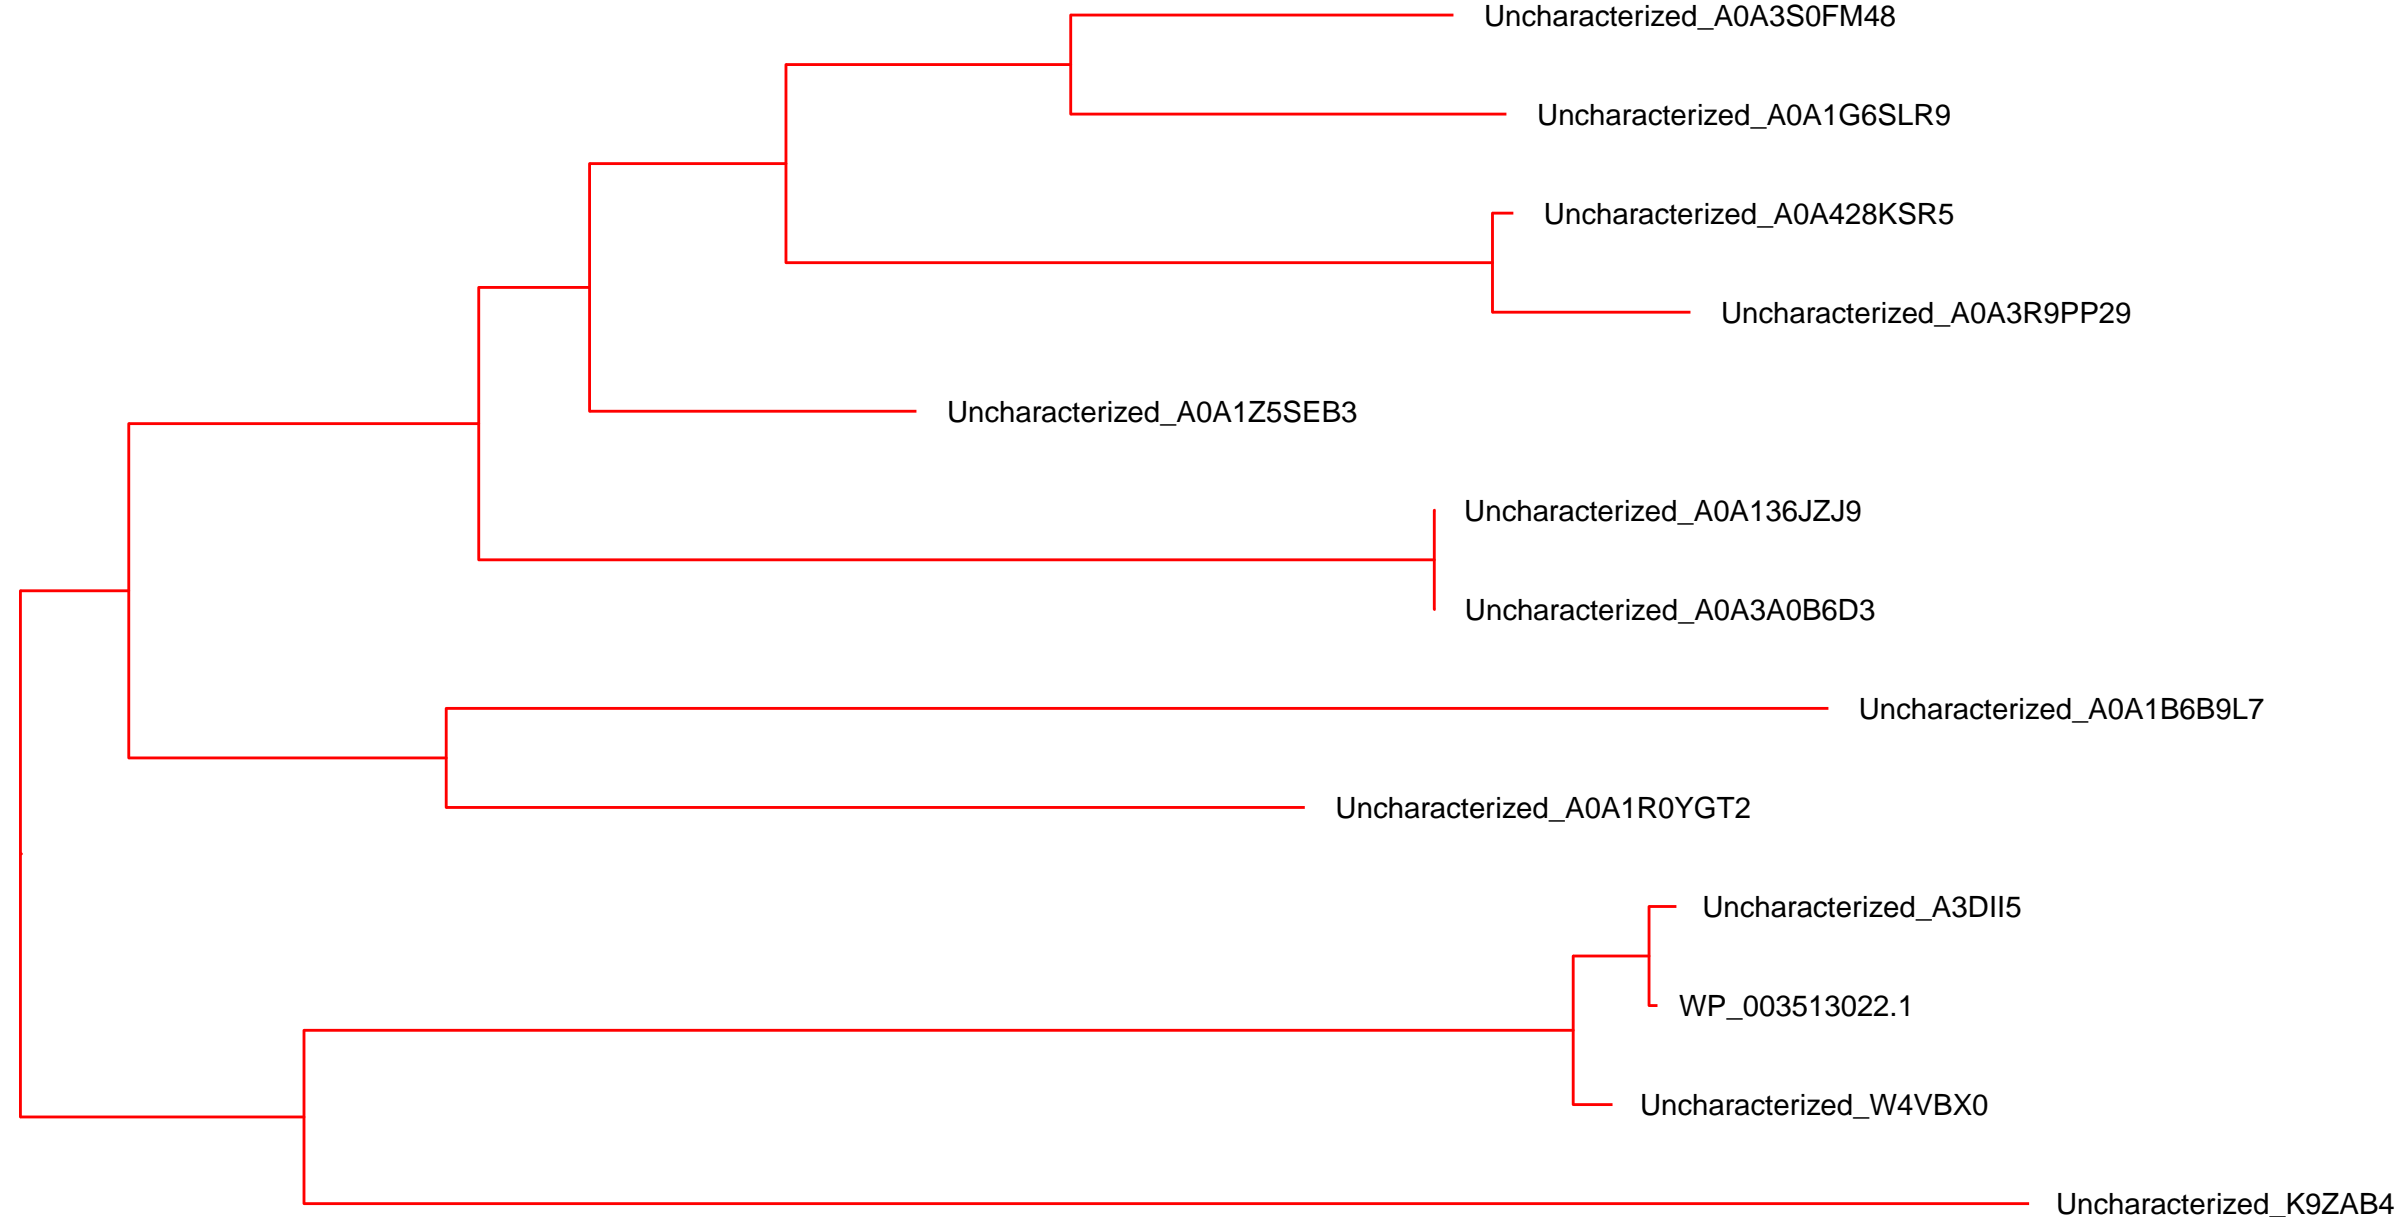 Uncharacterized_A0A3S0FM48
Uncharacterized_A0A1G6SLR9
Uncharacterized_A0A428KSR5
Uncharacterized_A0A3R9PP29
Uncharacterized_A0A1Z5SEB3
Uncharacterized_A0A136JZJ9
Uncharacterized_A0A3A0B6D3
Uncharacterized_A0A1B6B9L7
Uncharacterized_A0A1R0YGT2
Uncharacterized_A3DII5
WP_003513022.1
Uncharacterized_W4VBX0
Uncharacterized_K9ZAB4